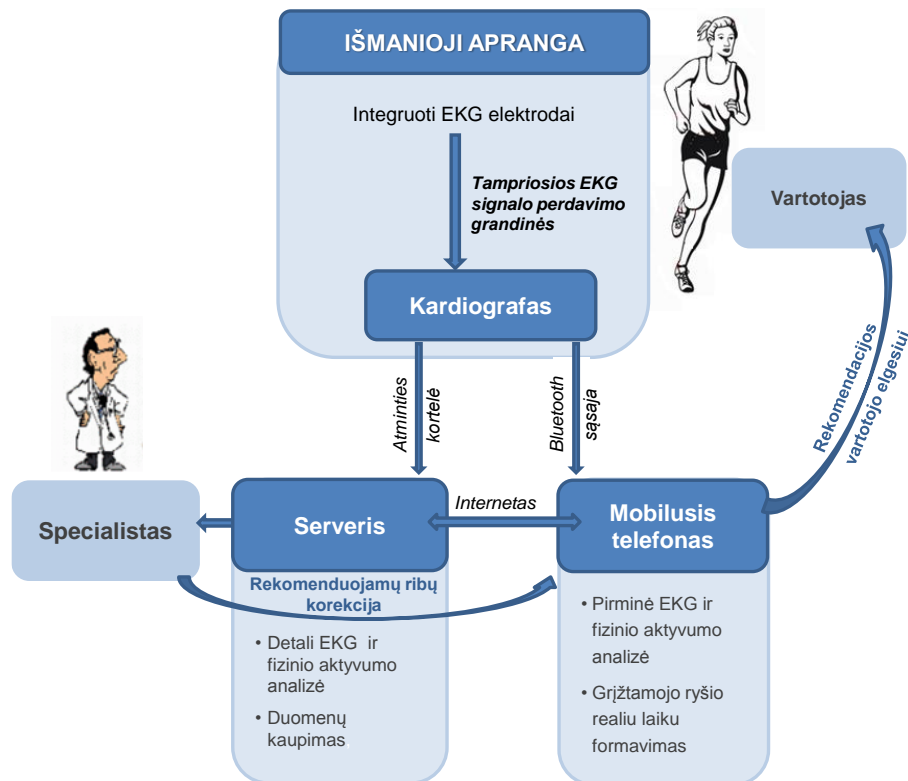 IŠMANIOJI APRANGA
Integruoti EKG elektrodai
Tampriosios EKG
signalo perdavimo
grandinės
Vartotojas
Kardiografas
Atminties
kortelė
Bluetooth
sąsaja
Rekomendacijos
vartotojo elgesiui
Specialistas
Serveris
Internetas
Mobilusis
telefonas
Rekomenduojamų ribų
korekcija
• Detali EKG ir
fizinio aktyvumo
analizė
• Duomenų
kaupimas
• Pirminė EKG ir
fizinio aktyvumo
analizė
• Grįžtamojo ryšio
realiu laiku
formavimas